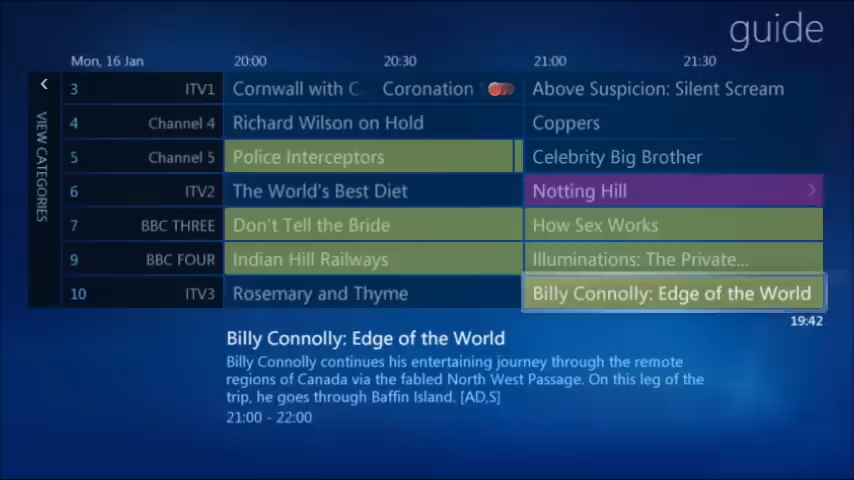 guide
Mon, 16 Jan 20:00 20:30 21:00 21:30
VIEW CATEGORIES
3 ITV1 Cornwall with C Coronation Above Suspicion: Silent Scream
4 Channel 4 Richard Wilson on Hold Coppers
5 Channel 5 Police Interceptors Celebrity Big Brother
6 ITV2 The World's Best Diet Notting Hill
7 BBC THREE Don't Tell the Bride How Sex Works
9 BBC FOUR Indian Hill Railways Illuminations: The Private...
10 ITV3 Rosemary and Thyme Billy Connolly: Edge of the World
19:42
Billy Connolly: Edge of the World
Billy Connolly continues his entertaining journey through the remote
regions of Canada via the fabled North West Passage. On this leg of the
trip, he goes through Baffin Island. [AD,S]
21:00 - 22:00